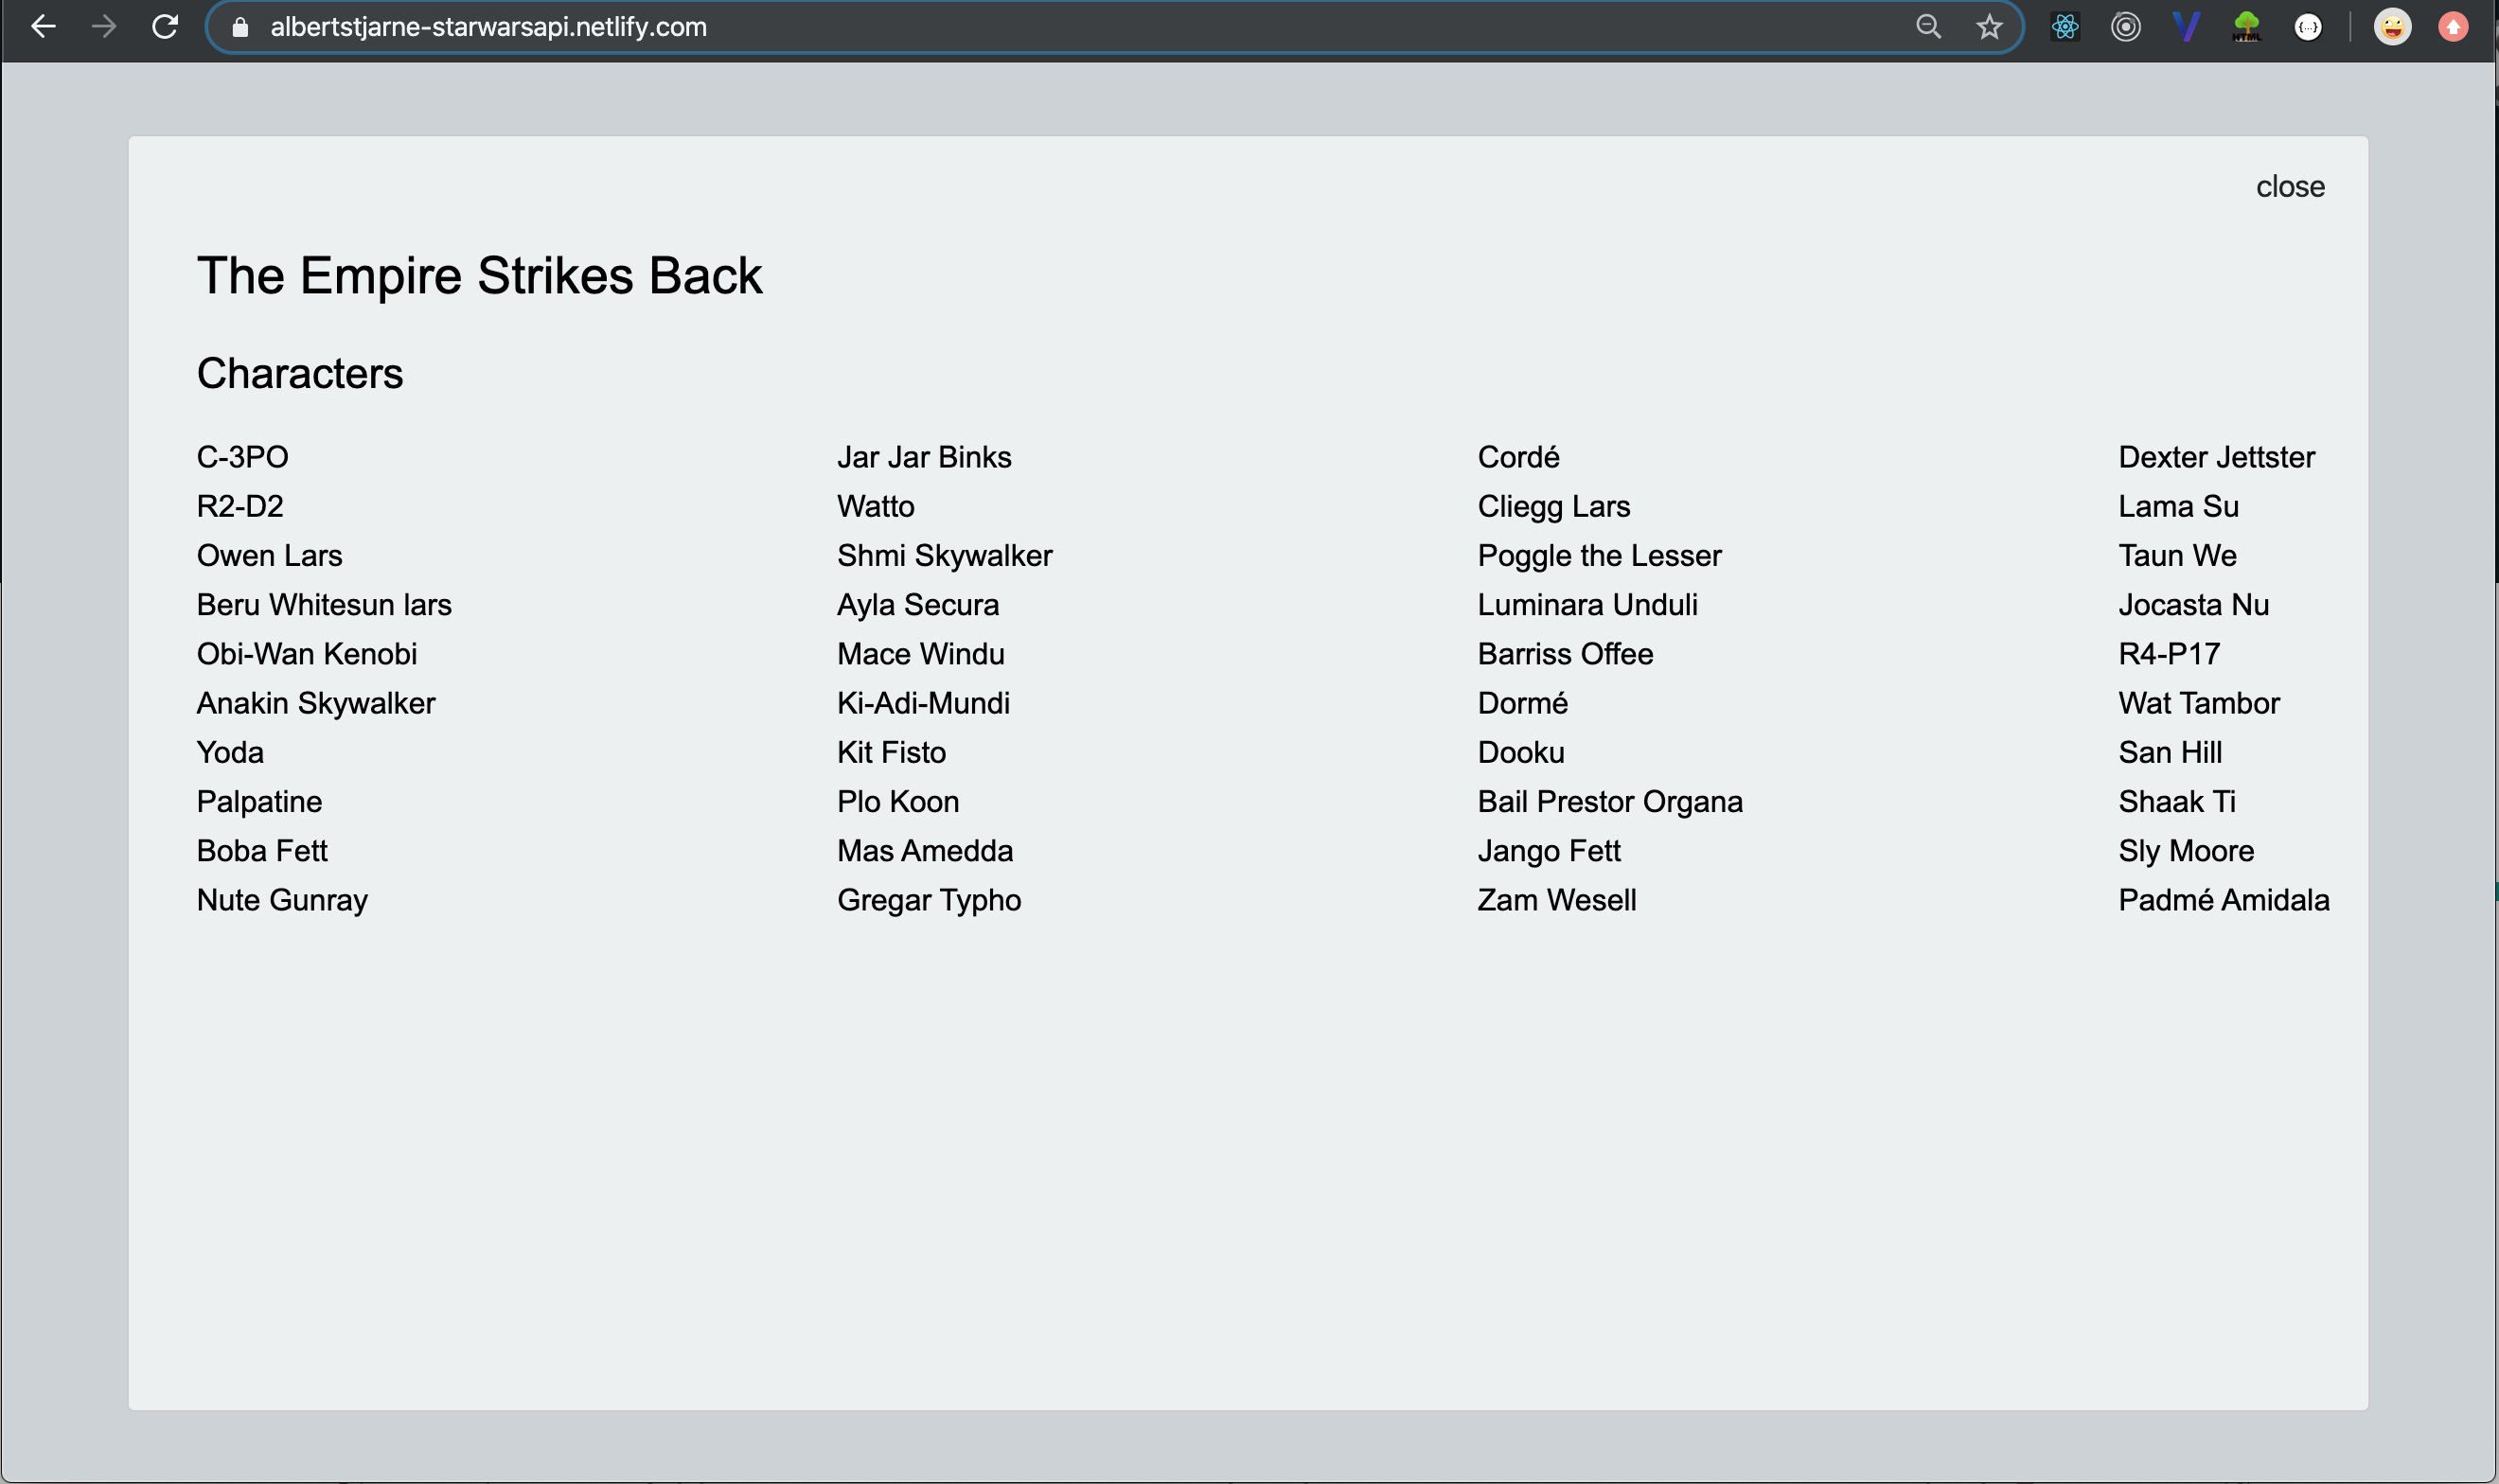 albertstjarne-starwarsapi.netlify.com
HTML
{...}
close
The Empire Strikes Back
Characters
C-3PO
R2-D2
Owen Lars
Beru Whitesun lars
Obi-Wan Kenobi
Anakin Skywalker
Yoda
Palpatine
Boba Fett
Nute Gunray
Jar Jar Binks
Watto
Shmi Skywalker
Ayla Secura
Mace Windu
Ki-Adi-Mundi
Kit Fisto
Plo Koon
Mas Amedda
Gregar Typho
Cordé
Cliegg Lars
Poggle the Lesser
Luminara Unduli
Barriss Offee
Dormé
Dooku
Bail Prestor Organa
Jango Fett
Zam Wesell
Dexter Jettster
Lama Su
Taun We
Jocasta Nu
R4-P17
Wat Tambor
San Hill
Shaak Ti
Sly Moore
Padmé Amidala